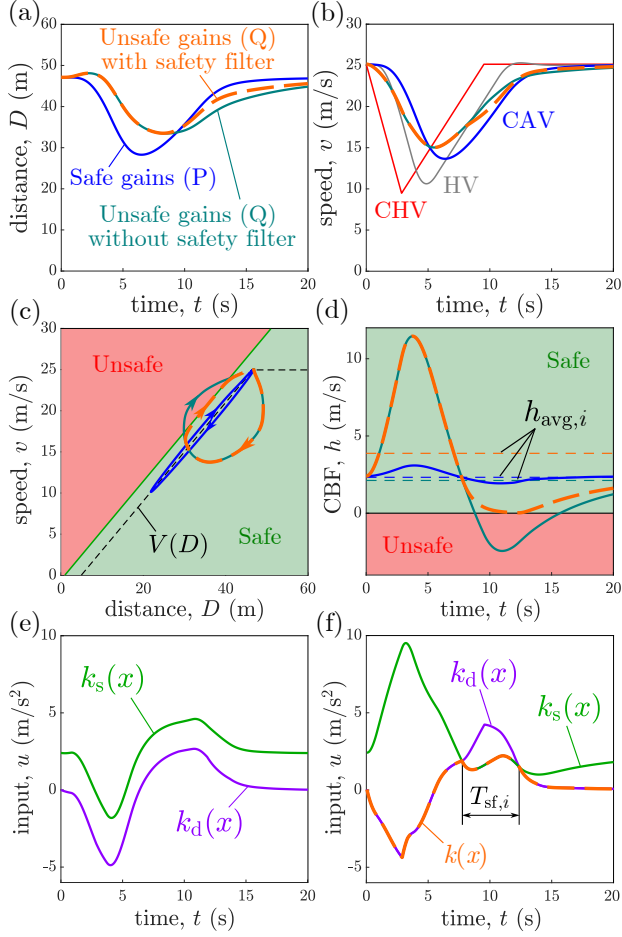 (a)
60
50
40
30
20
10
0
0
5
10
15
20
distance, D (m)
time, t (s)
Unsafe gains (Q)
with safety filter
Safe gains (P)
Unsafe gains (Q)
without safety filter
(b)
30
25
20
15
10
5
0
0
5
10
15
20
speed, v (m/s)
time, t (s)
CAV
HV
CHV
(c)
40
35
30
25
20
15
10
5
0
0
20
40
60
speed, v (m/s)
distance, D (m)
Unsafe
Safe
V(D)
(d)
10
5
0
-5
0
5
10
15
20
CBF, h (m/s)
time, t (s)
Safe
h_avg,i
Unsafe
(e)
10
5
0
-5
0
5
10
15
20
input, u (m/s²)
time, t (s)
k_s(x)
k_d(x)
(f)
10
5
0
-5
0
5
10
15
20
input, u (m/s²)
time, t (s)
k_d(x)
k_s(x)
T_sf,i
k(x)